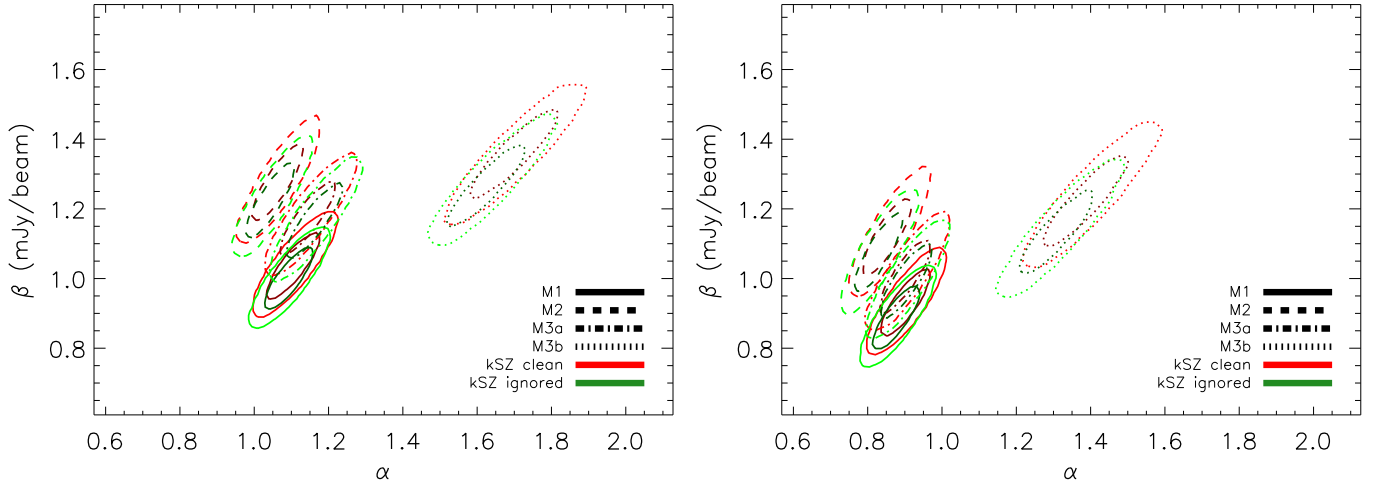 β (mJy/beam)
1.6
1.4
1.2
1.0
0.8
M1
M2
M3a
M3b
kSZ clean
kSZ ignored
0.6 0.8 1.0 1.2 1.4 1.6 1.8 2.0
α
β (mJy/beam)
1.6
1.4
1.2
1.0
0.8
M1
M2
M3a
M3b
kSZ clean
kSZ ignored
0.6 0.8 1.0 1.2 1.4 1.6 1.8 2.0
α